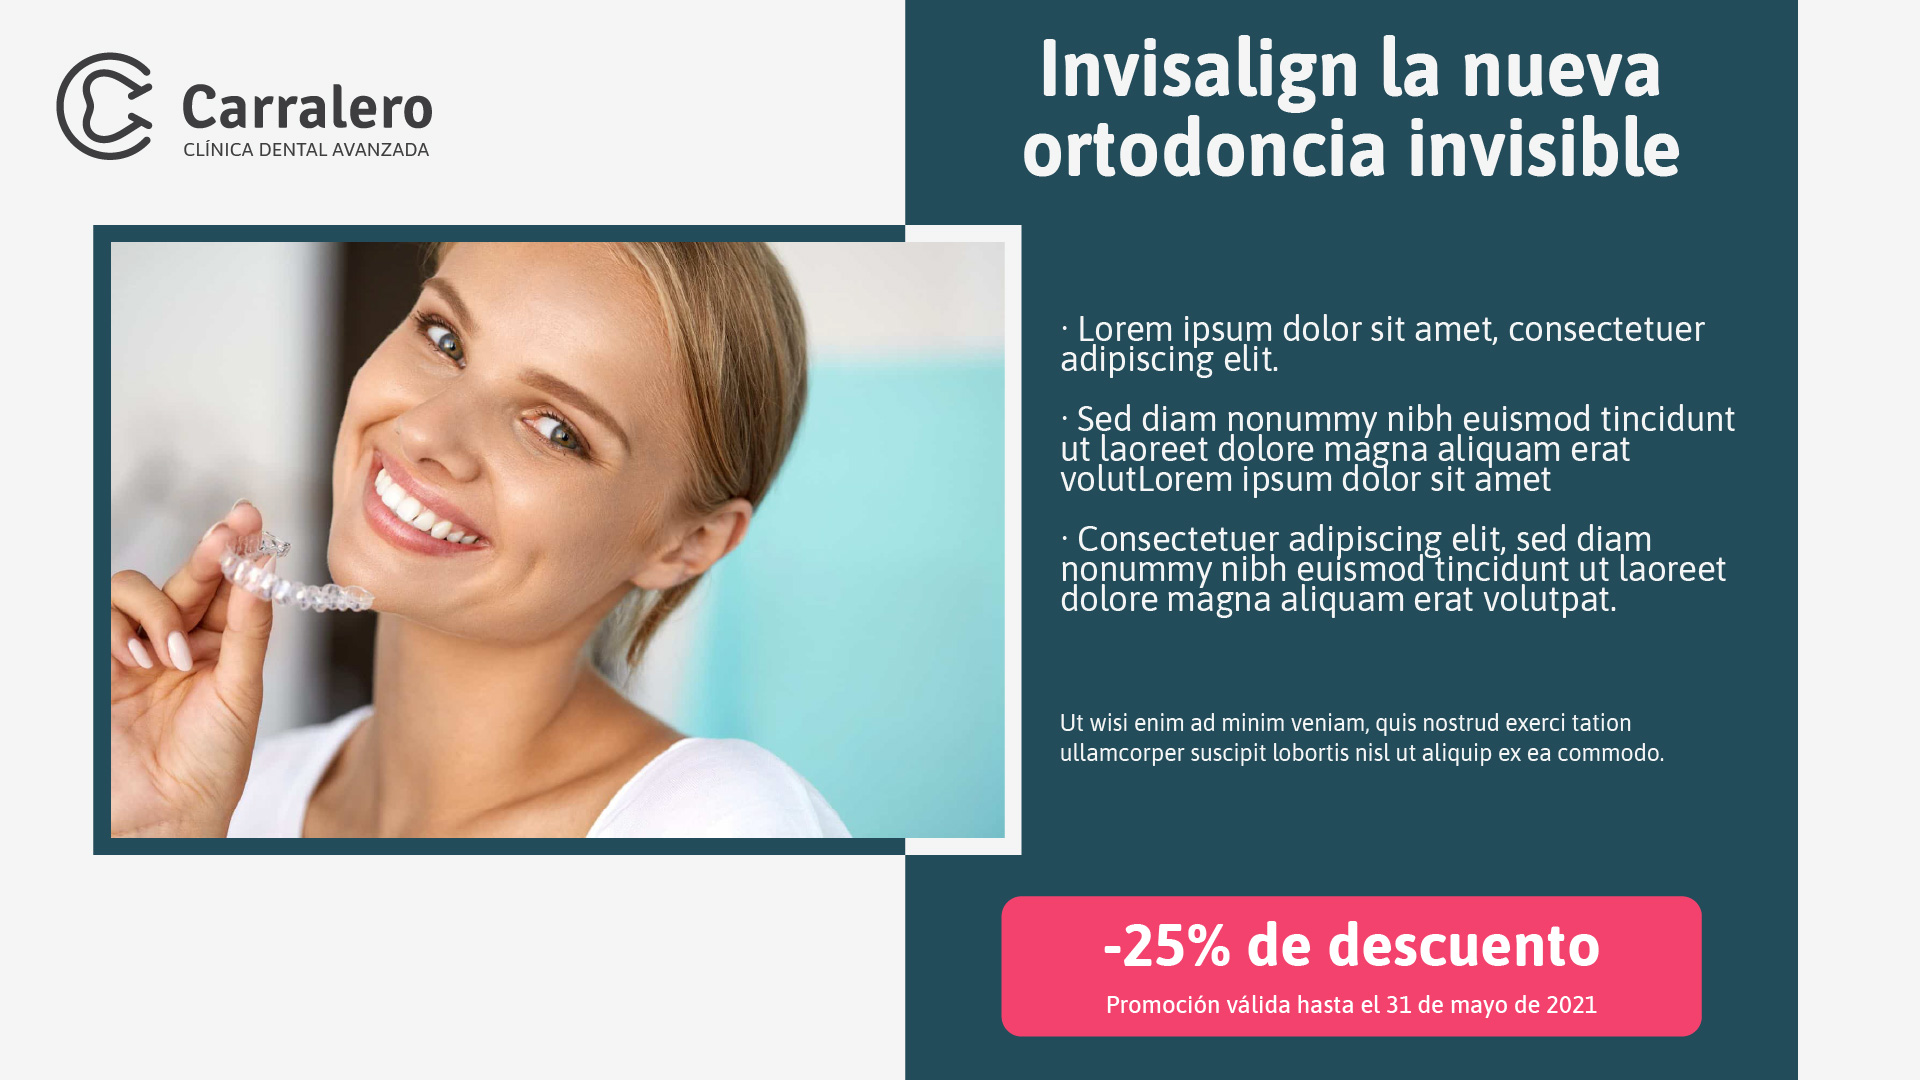 Carralero
CLÍNICA DENTAL AVANZADA
Invisalign la nueva
ortodoncia invisible
· Lorem ipsum dolor sit amet, consectetuer
adipiscing elit.
· Sed diam nonummy nibh euismod tincidunt
ut laoreet dolore magna aliquam erat
volutLorem ipsum dolor sit amet
· Consectetuer adipiscing elit, sed diam
nonummy nibh euismod tincidunt ut laoreet
dolore magna aliquam erat volutpat.
Ut wisi enim ad minim veniam, quis nostrud exerci tation
ullamcorper suscipit lobortis nisl ut aliquip ex ea commodo.
-25% de descuento
Promoción válida hasta el 31 de mayo de 2021